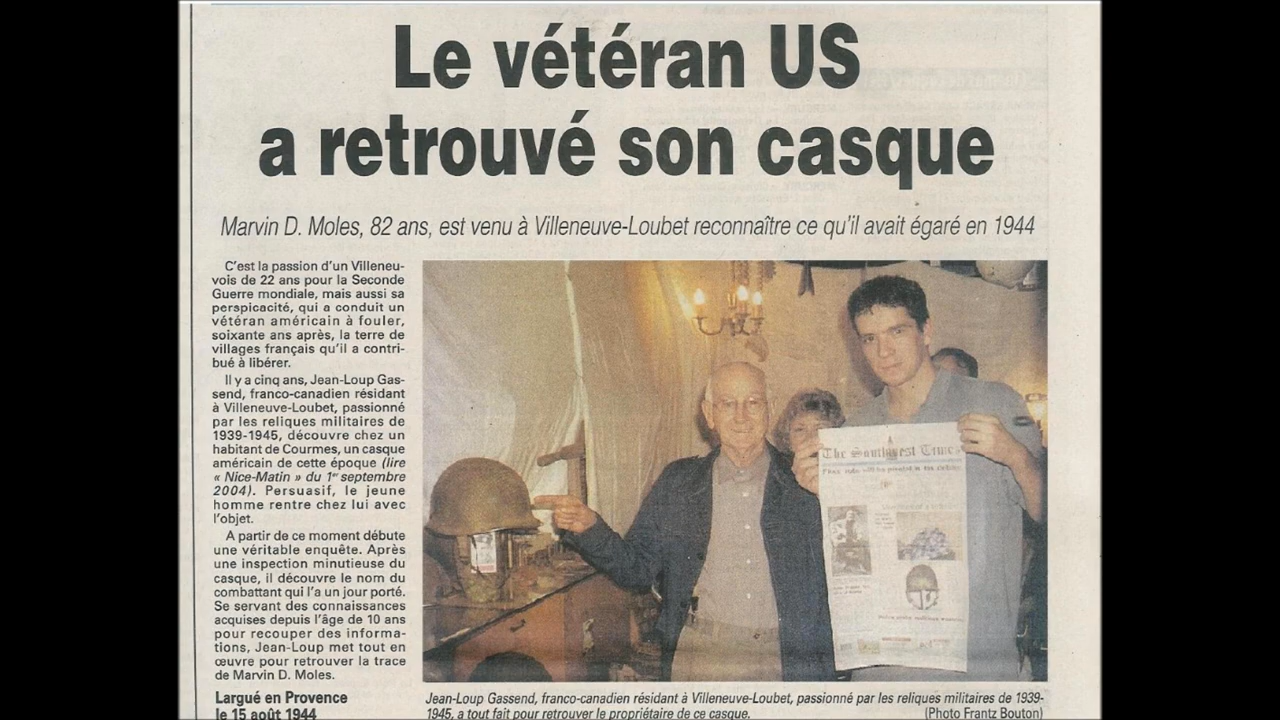 Le vétéran US
a retrouvé son casque
Marvin D. Moles, 82 ans, est venu à Villeneuve-Loubet reconnaître ce qu'il avait égaré en 1944
C'est la passion d'un Villeneu-
vois de 22 ans pour la Seconde
Guerre mondiale, mais aussi sa
perspicacité, qui a conduit un
vétéran américain à fouler,
soixante ans après, la terre de
villages français qu'il a contri-
bué à libérer.
Il y a cinq ans, Jean-Loup Gas-
send, franco-canadien résidant
à Villeneuve-Loubet, passionné
par les reliques militaires de
1939-1945, découvre chez un
habitant de Courmes, un casque
américain de cette époque (lire
« Nice-Matin » du 1er septembre
2004). Persuasif, le jeune
homme rentre chez lui avec
l'objet.
A partir de ce moment débute
une véritable enquête. Après
une inspection minutieuse du
casque, il découvre le nom du
combattant qui l'a un jour porté.
Se servant des connaissances
acquises depuis l'âge de 10 ans
pour recouper des informa-
tions, Jean-Loup met tout en
œuvre pour retrouver la trace
de Marvin D. Moles.
Largué en Provence
le 15 août 1944
The Southwest Times
Jean-Loup Gassend, franco-canadien résidant à Villeneuve-Loubet, passionné par les reliques militaires de 1939-
1945, a tout fait pour retrouver le propriétaire de ce casque.
(Photo Frantz Bouton)